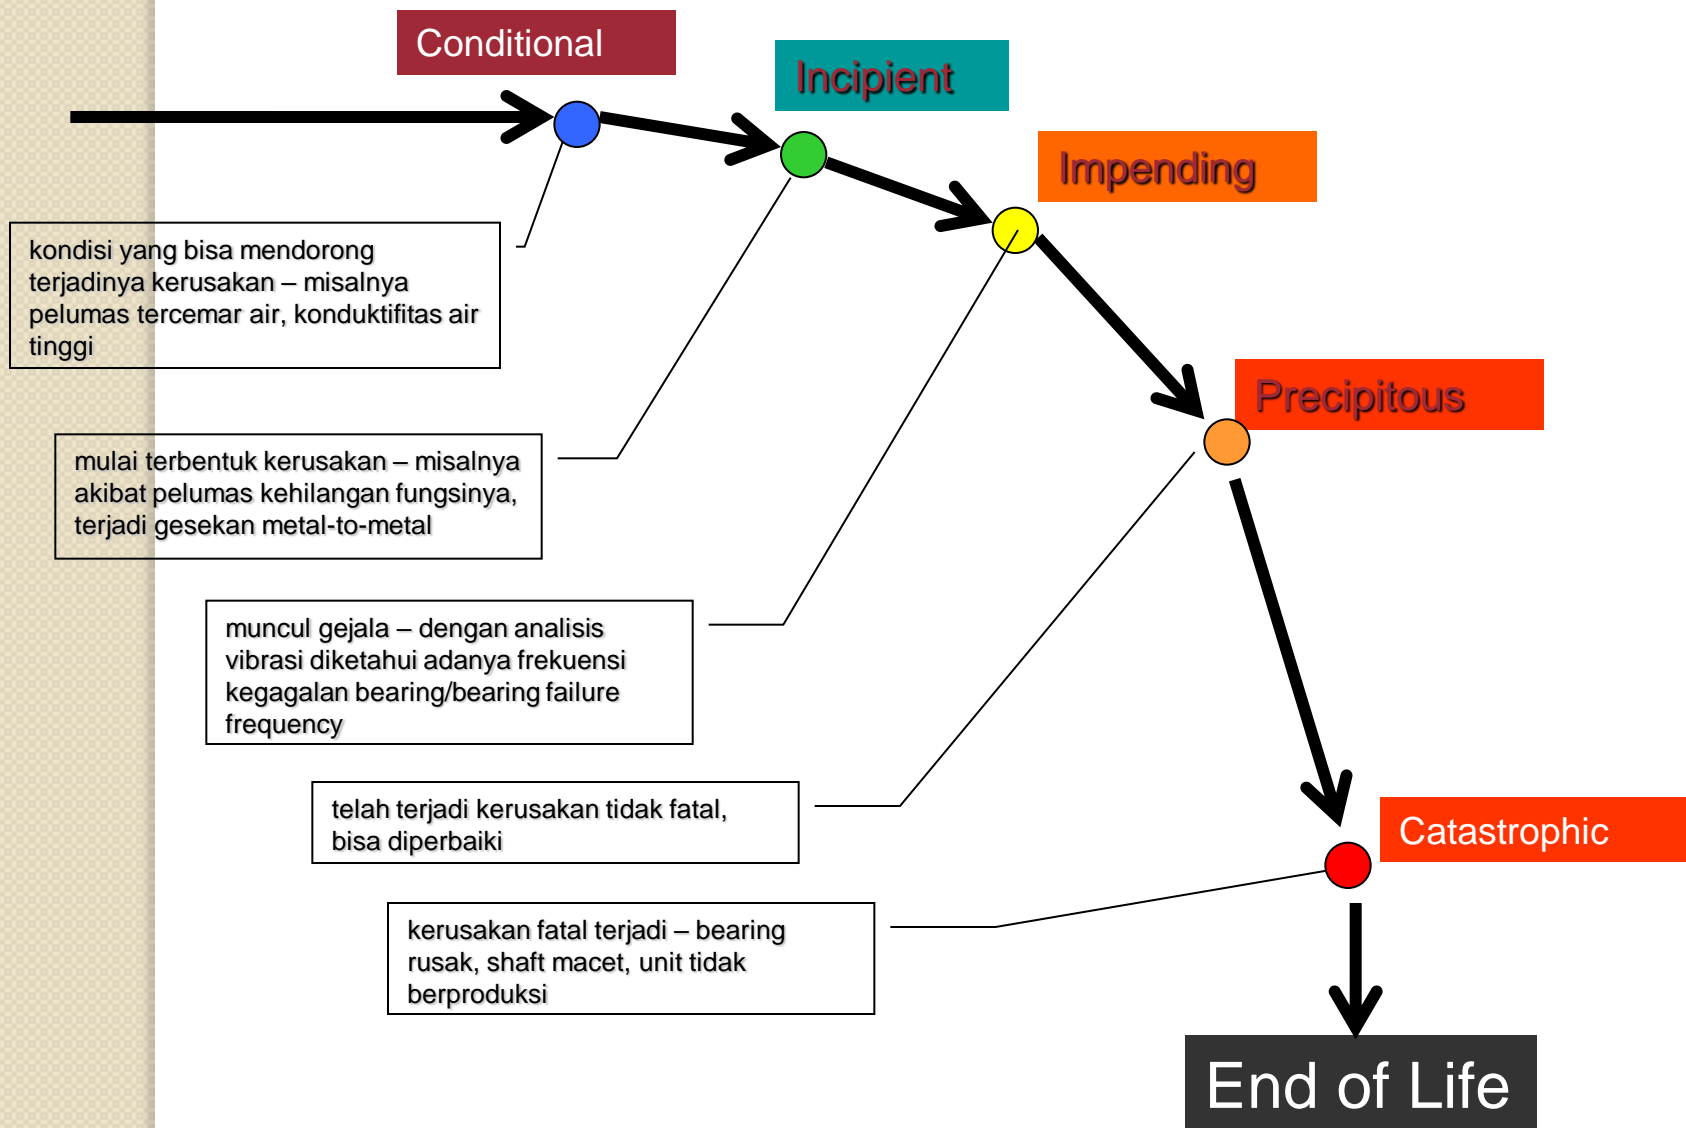 Conditional
Incipient
Impending
kondisi yang bisa mendorong
terjadinya kerusakan – misalnya
pelumas tercemar air, konduktifitas air
tinggi
Precipitous
mulai terbentuk kerusakan – misalnya
akibat pelumas kehilangan fungsinya,
terjadi gesekan metal-to-metal
muncul gejala – dengan analisis
vibrasi diketahui adanya frekuensi
kegagalan bearing/bearing failure
frequency
telah terjadi kerusakan tidak fatal,
bisa diperbaiki
Catastrophic
kerusakan fatal terjadi – bearing
rusak, shaft macet, unit tidak
berproduksi
End of Life